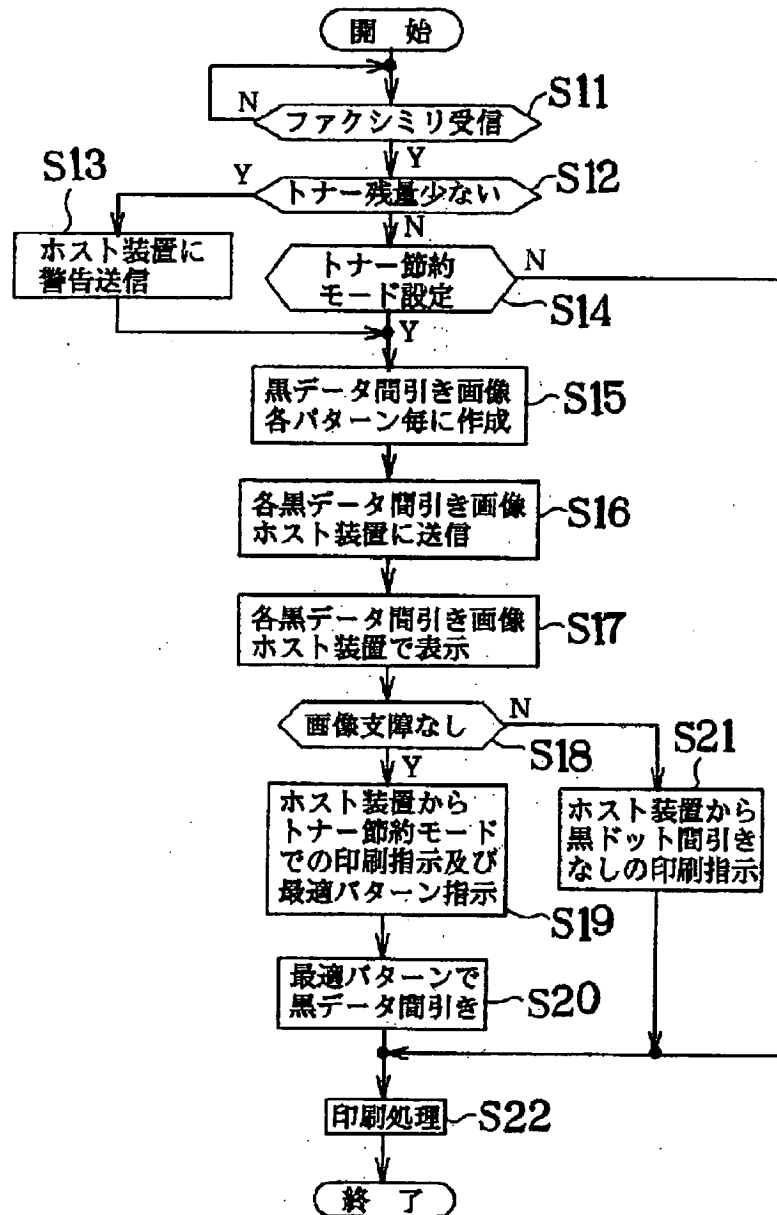 開 始
N
ファクシミリ受信
S11
Y
Y
トナー残量少ない
S12
S13
N
ホスト装置に
警告送信
トナー節約
モード設定
N
S14
Y
黒データ間引き画像
各パターン毎に作成
S15
各黒データ間引き画像
ホスト装置に送信
S16
各黒データ間引き画像
ホスト装置で表示
S17
画像支障なし
N
S18
S21
Y
ホスト装置から
トナー節約モード
での印刷指示及び
最適パターン指示
S19
ホスト装置から
黒ドット間引き
なしの印刷指示
最適パターンで
黒データ間引き
S20
印刷処理
S22
終 了